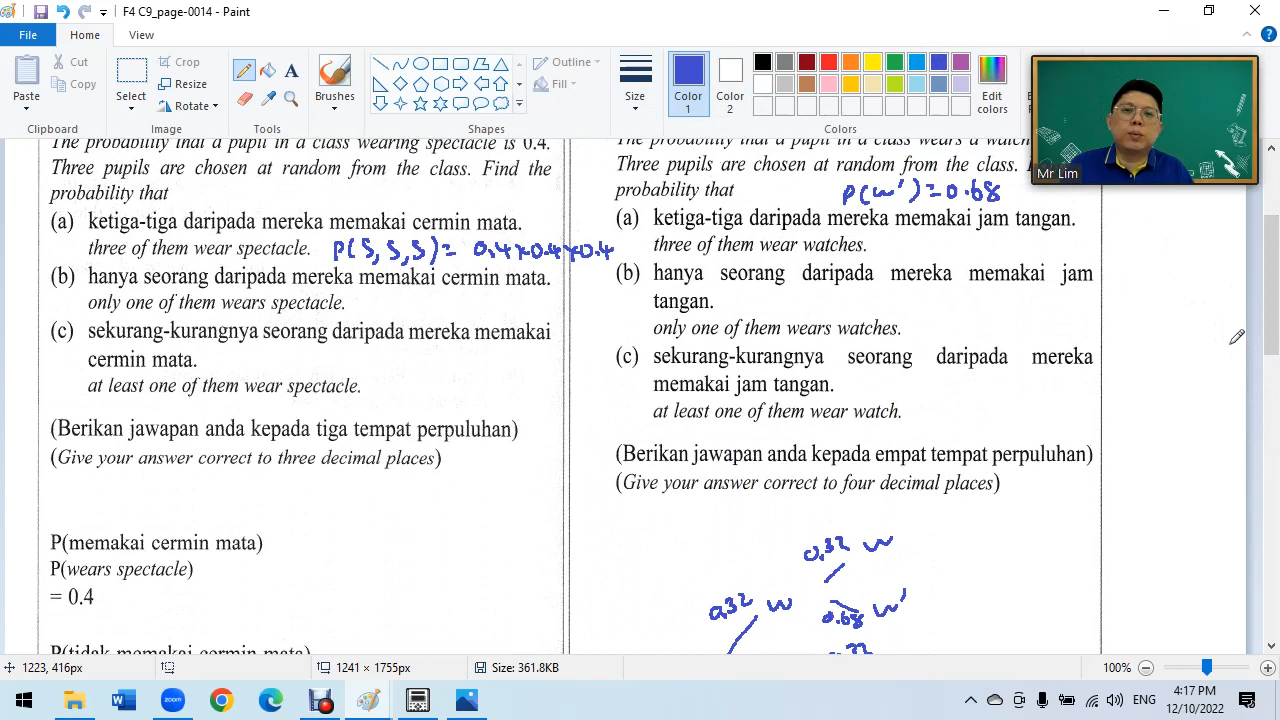 F4 C9_page-0014 - Paint
File
Home
View
Paste
Cut
Copy
Clipboard
Select
Crop
Resize
Rotate
Image
Tools
Brushes
Outline
Fill
Shapes
Size
Color
1
Color
2
Edit
colors
Colors
Mr Lim
The probability that a pupil in a class wearing spectacle is 0.4.
Three pupils are chosen at random from the class. Find the
probability that
(a) ketiga-tiga daripada mereka memakai cermin mata.
three of them wear spectacle. P(S, S, S) = 0.4×0.4×0.4
(b) hanya seorang daripada mereka memakai cermin mata.
only one of them wears spectacle.
(c) sekurang-kurangnya seorang daripada mereka memakai
cermin mata.
at least one of them wear spectacle.
(Berikan jawapan anda kepada tiga tempat perpuluhan)
(Give your answer correct to three decimal places)
P(memakai cermin mata)
P(wears spectacle)
= 0.4
P(tidak memakai cermin mata)
The probability that a pupil in a class wears a watch
Three pupils are chosen at random from the class.
probability that P(W') = 0.68
(a) ketiga-tiga daripada mereka memakai jam tangan.
three of them wear watches.
(b) hanya seorang daripada mereka memakai jam
tangan.
only one of them wears watches.
(c) sekurang-kurangnya seorang daripada mereka
memakai jam tangan.
at least one of them wear watch.
(Berikan jawapan anda kepada empat tempat perpuluhan)
(Give your answer correct to four decimal places)
0.32 W
0.32 W
0.68 W'
1223, 416px
1241 × 1755px
Size: 361.8KB
100%
zoom
ENG
4:17 PM
12/10/2022